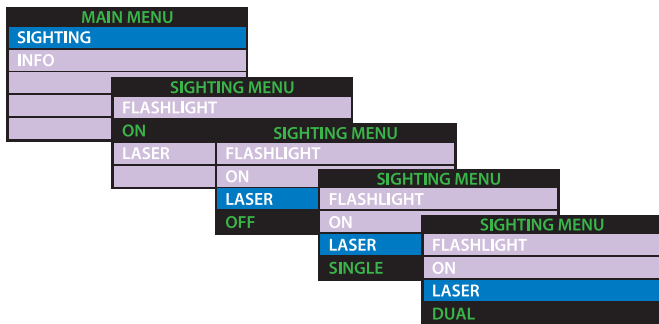 MAIN MENU
SIGHTING
INFO
SIGHTING MENU
FLASHLIGHT
ON
LASER
SIGHTING MENU
FLASHLIGHT
ON
LASER
OFF
SIGHTING MENU
FLASHLIGHT
ON
LASER
SINGLE
SIGHTING MENU
FLASHLIGHT
ON
LASER
DUAL